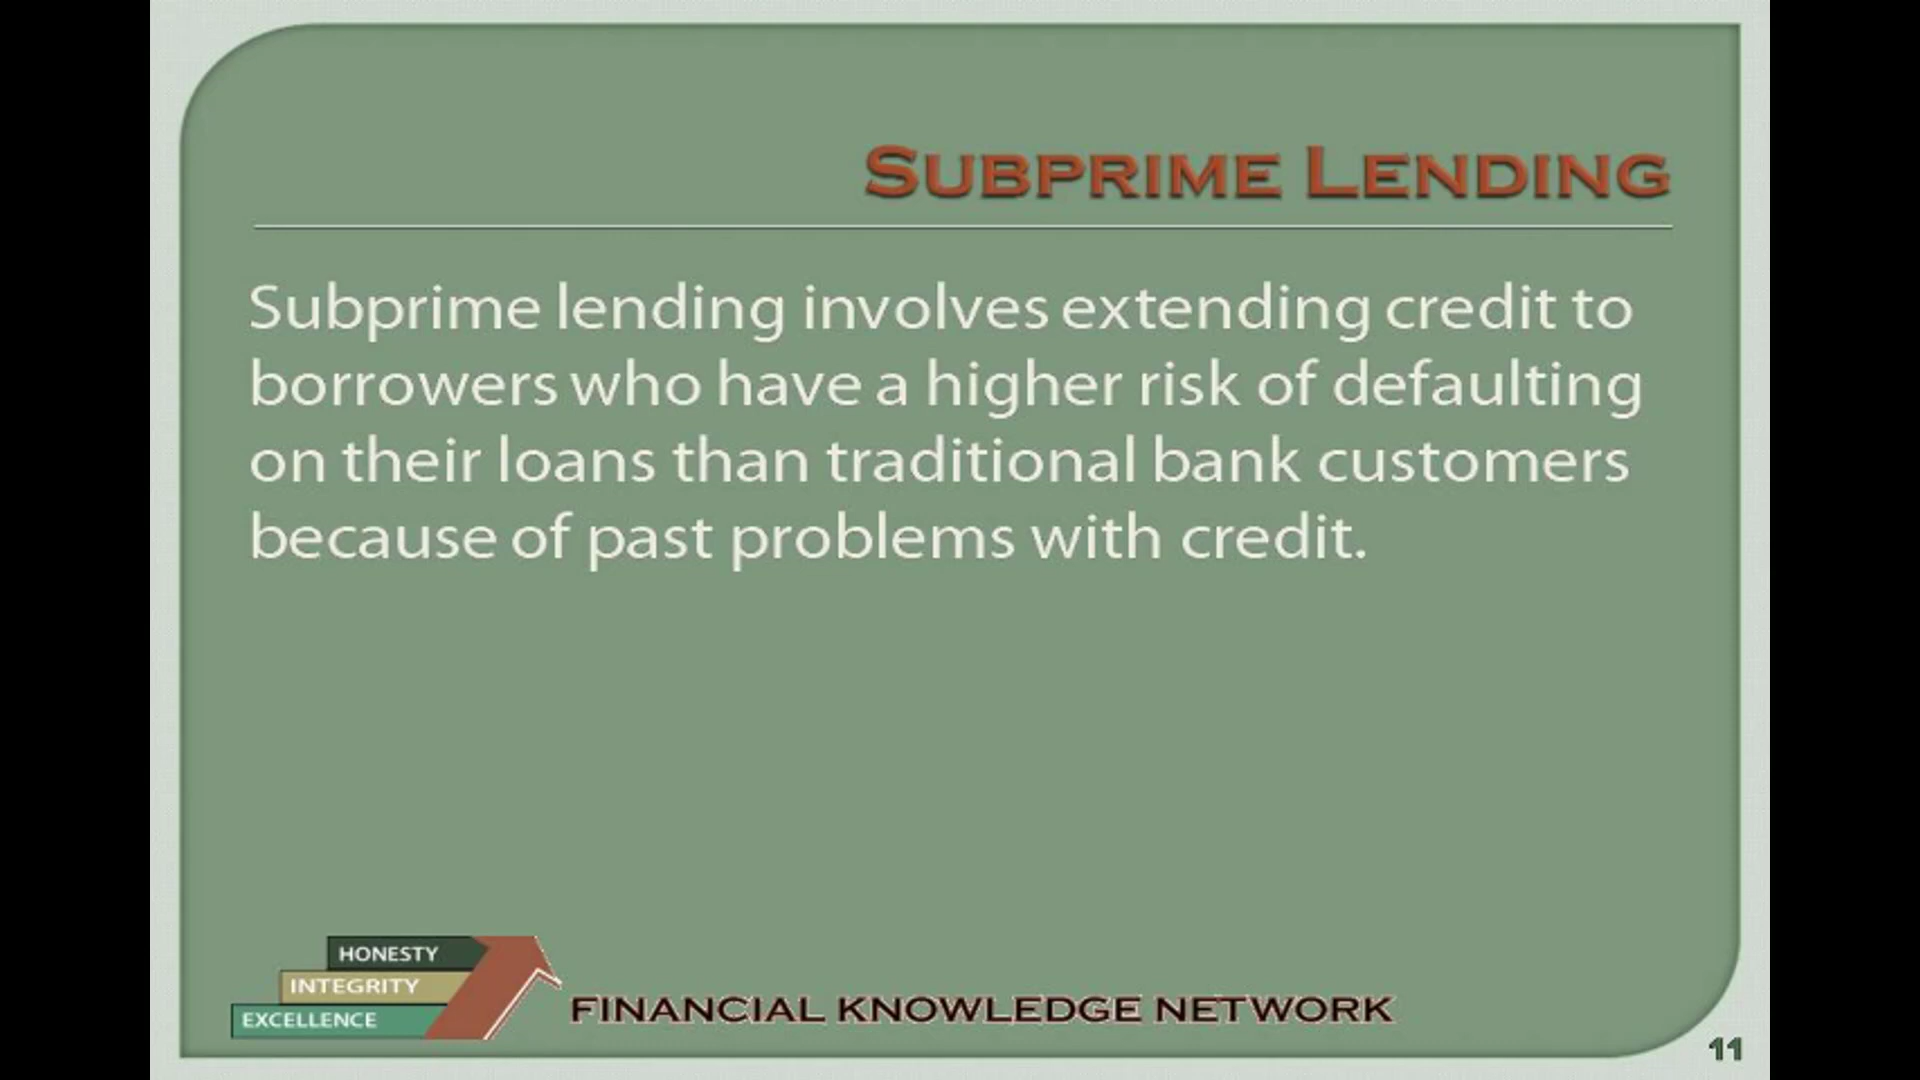 SUBPRIME LENDING
Subprime lending involves extending credit to
borrowers who have a higher risk of defaulting
on their loans than traditional bank customers
because of past problems with credit.
HONESTY
INTEGRITY
EXCELLENCE
FINANCIAL KNOWLEDGE NETWORK
11